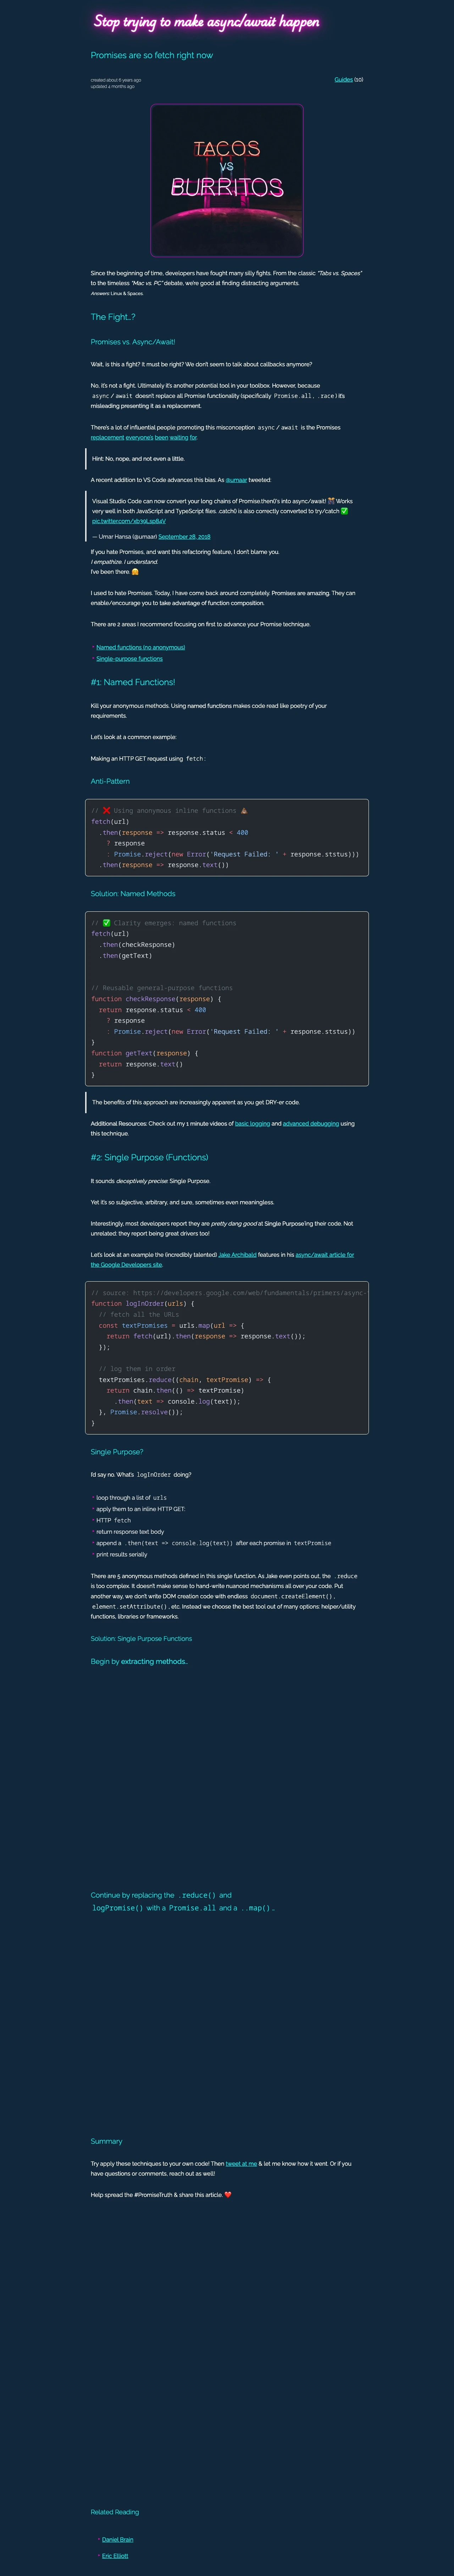 Stop trying to make async/await happen
Promises are so fetch right now
created about 6 years ago
updated 4 months ago
Guides (10)
TACOS
VS
BURRITOS
Since the beginning of time, developers have fought many silly fights. From the classic "Tabs vs. Spaces"
to the timeless "Mac vs. PC" debate, we're good at finding distracting arguments.
Answers: Linux & Spaces.
The Fight...?
Promises vs. Async/Await!
Wait, is this a fight? It must be right? We don't seem to talk about callbacks anymore?
No, it's not a fight. Ultimately it's another potential tool in your toolbox. However, because
async / await doesn't replace all Promise functionality (specifically Promise.all, .race) it's
misleading presenting it as a replacement.
There's a lot of influential people promoting this misconception async / await is the Promises
replacement everyone's been waiting for.
Hint: No, nope, and not even a little.
A recent addition to VS Code advances this bias. As @umaar tweeted:
Visual Studio Code can now convert your long chains of Promise.then()'s into async/await! 🎊 Works
very well in both JavaScript and TypeScript files. .catch() is also correctly converted to try/catch ✅
— Umar Hansa (@umaar) September 28, 2018
If you hate Promises, and want this refactoring feature, I don't blame you.
I empathize. I understand.
I've been there. 🤗
I used to hate Promises. Today, I have come back around completely. Promises are amazing. They can
enable/encourage you to take advantage of function composition.
There are 2 areas I recommend focusing on first to advance your Promise technique.
* Named functions (no anonymous)
* Single-purpose functions
#1: Named Functions!
Kill your anonymous methods. Using named functions makes code read like poetry of your
requirements.
Let's look at a common example:
Making an HTTP GET request using fetch :
Anti-Pattern
// ❌ Using anonymous inline functions 💩
fetch(url)
.then(response => response.status < 400
? response
: Promise.reject(new Error('Request Failed: ' + response.ststus)))
.then(response => response.text())
Solution: Named Methods
// ✅ Clarity emerges: named functions
fetch(url)
.then(checkResponse)
.then(getText)
// Reusable general-purpose functions
function checkResponse(response) {
return response.status < 400
? response
: Promise.reject(new Error('Request Failed: ' + response.ststus))
}
function getText(response) {
return response.text()
}
The benefits of this approach are increasingly apparent as you get DRY-er code.
Additional Resources: Check out my 1 minute videos of basic logging and advanced debugging using
this technique.
#2: Single Purpose (Functions)
It sounds deceptively precise: Single Purpose.
Yet it's so subjective, arbitrary, and sure, sometimes even meaningless.
Interestingly, most developers report they are pretty dang good at Single Purpose'ing their code. Not
unrelated: they report being great drivers too!
Let's look at an example the (incredibly talented) Jake Archibald features in his async/await article for
the Google Developers site.
// source: https://developers.google.com/web/fundamentals/primers/async-
function logInOrder(urls) {
// fetch all the URLs
const textPromises = urls.map(url => {
return fetch(url).then(response => response.text());
});
// log them in order
textPromises.reduce((chain, textPromise) => {
return chain.then(() => textPromise)
.then(text => console.log(text));
}, Promise.resolve());
}
Single Purpose?
I'd say no. What's logInOrder doing?
* loop through a list of urls
* apply them to an inline HTTP GET:
* HTTP fetch
* return response text body
* append a .then(text => console.log(text)) after each promise in textPromise
* print results serially
There are 5 anonymous methods defined in this single function. As Jake even points out, the .reduce
is too complex. It doesn't make sense to hand-write nuanced mechanisms all over your code. Put
another way, we don't write DOM creation code with endless document.createElement(),
element.setAttribute(), etc. Instead we choose the best tool out of many options: helper/utility
functions, libraries or frameworks.
Solution: Single Purpose Functions
Begin by extracting methods...
Continue by replacing the .reduce() and
logPromise() with a Promise.all and a ..map().
Summary
Try apply these techniques to your own code! Then tweet at me & let me know how it went. Or if you
have questions or comments, reach out as well!
Help spread the #PromiseTruth & share this article. ❤️
Related Reading
* Daniel Brain
* Eric Elliott